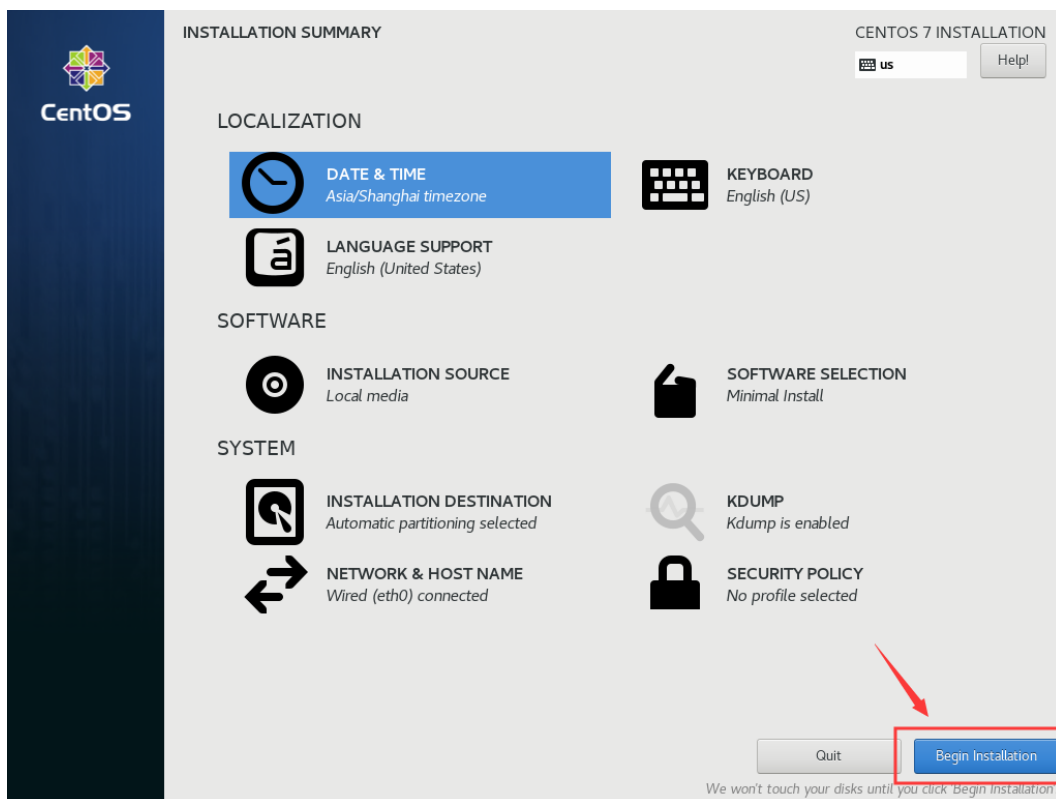 INSTALLATION SUMMARY
CENTOS 7 INSTALLATION
us
Help!
CentOS
LOCALIZATION
DATE & TIME
Asia/Shanghai timezone
KEYBOARD
English (US)
á
LANGUAGE SUPPORT
English (United States)
SOFTWARE
INSTALLATION SOURCE
Local media
SOFTWARE SELECTION
Minimal Install
SYSTEM
INSTALLATION DESTINATION
Automatic partitioning selected
KDUMP
Kdump is enabled
NETWORK & HOST NAME
Wired (eth0) connected
SECURITY POLICY
No profile selected
Quit
Begin Installation
We won't touch your disks until you click 'Begin Installation